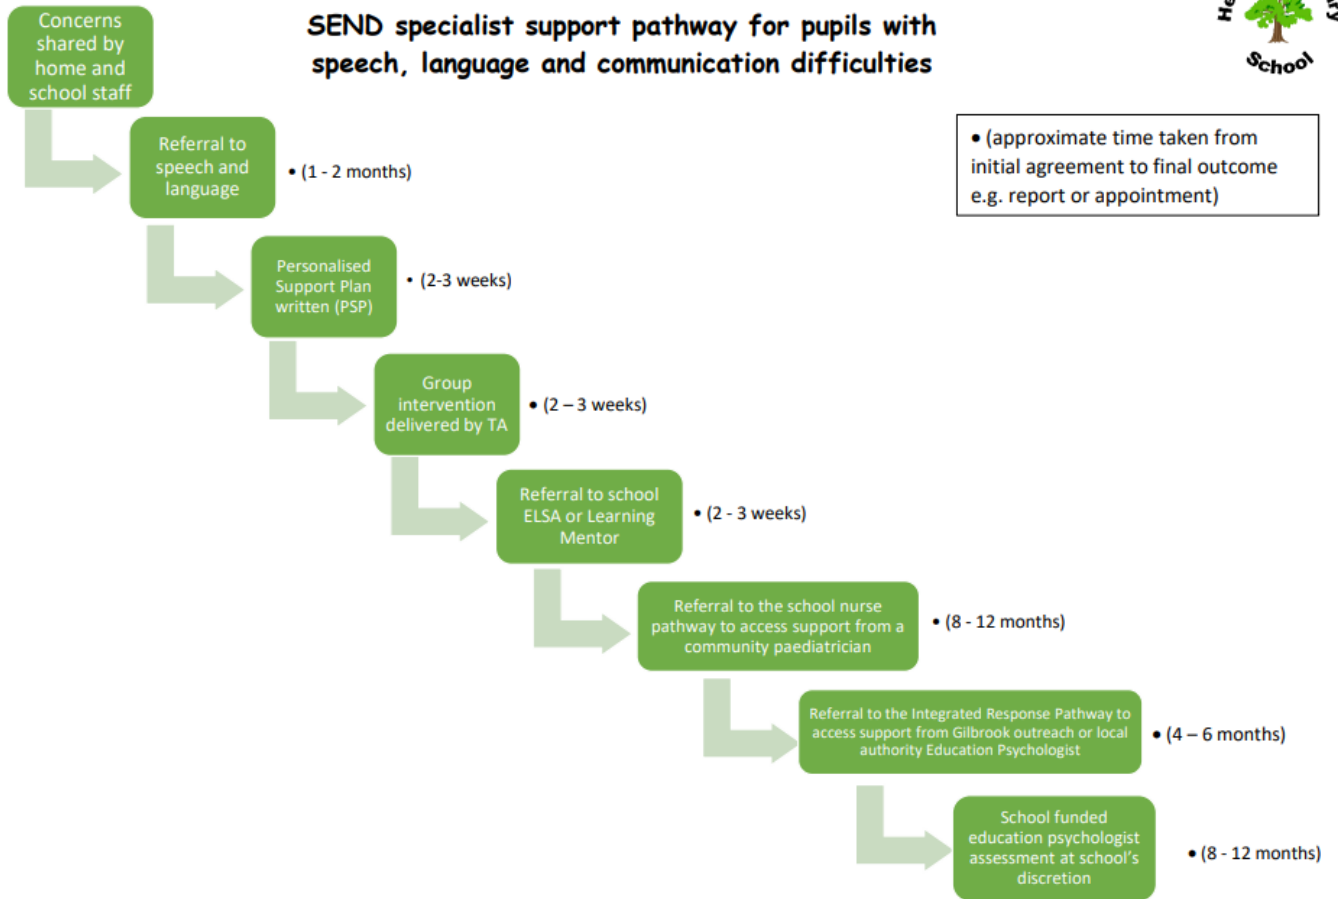 Concerns
shared by
home and
school staff
SEND specialist support pathway for pupils with
speech, language and communication difficulties
School
• (approximate time taken from
initial agreement to final outcome
e.g. report or appointment)
Referral to
speech and
language
• (1 - 2 months)
Personalised
Support Plan
written (PSP)
• (2-3 weeks)
Group
intervention
delivered by TA
• (2 – 3 weeks)
Referral to school
ELSA or Learning
Mentor
• (2 - 3 weeks)
Referral to the school nurse
pathway to access support from a
community paediatrician
• (8 - 12 months)
Referral to the Integrated Response Pathway to
access support from Gilbrook outreach or local
authority Education Psychologist
• (4 – 6 months)
School funded
education psychologist
assessment at school’s
discretion
• (8 - 12 months)